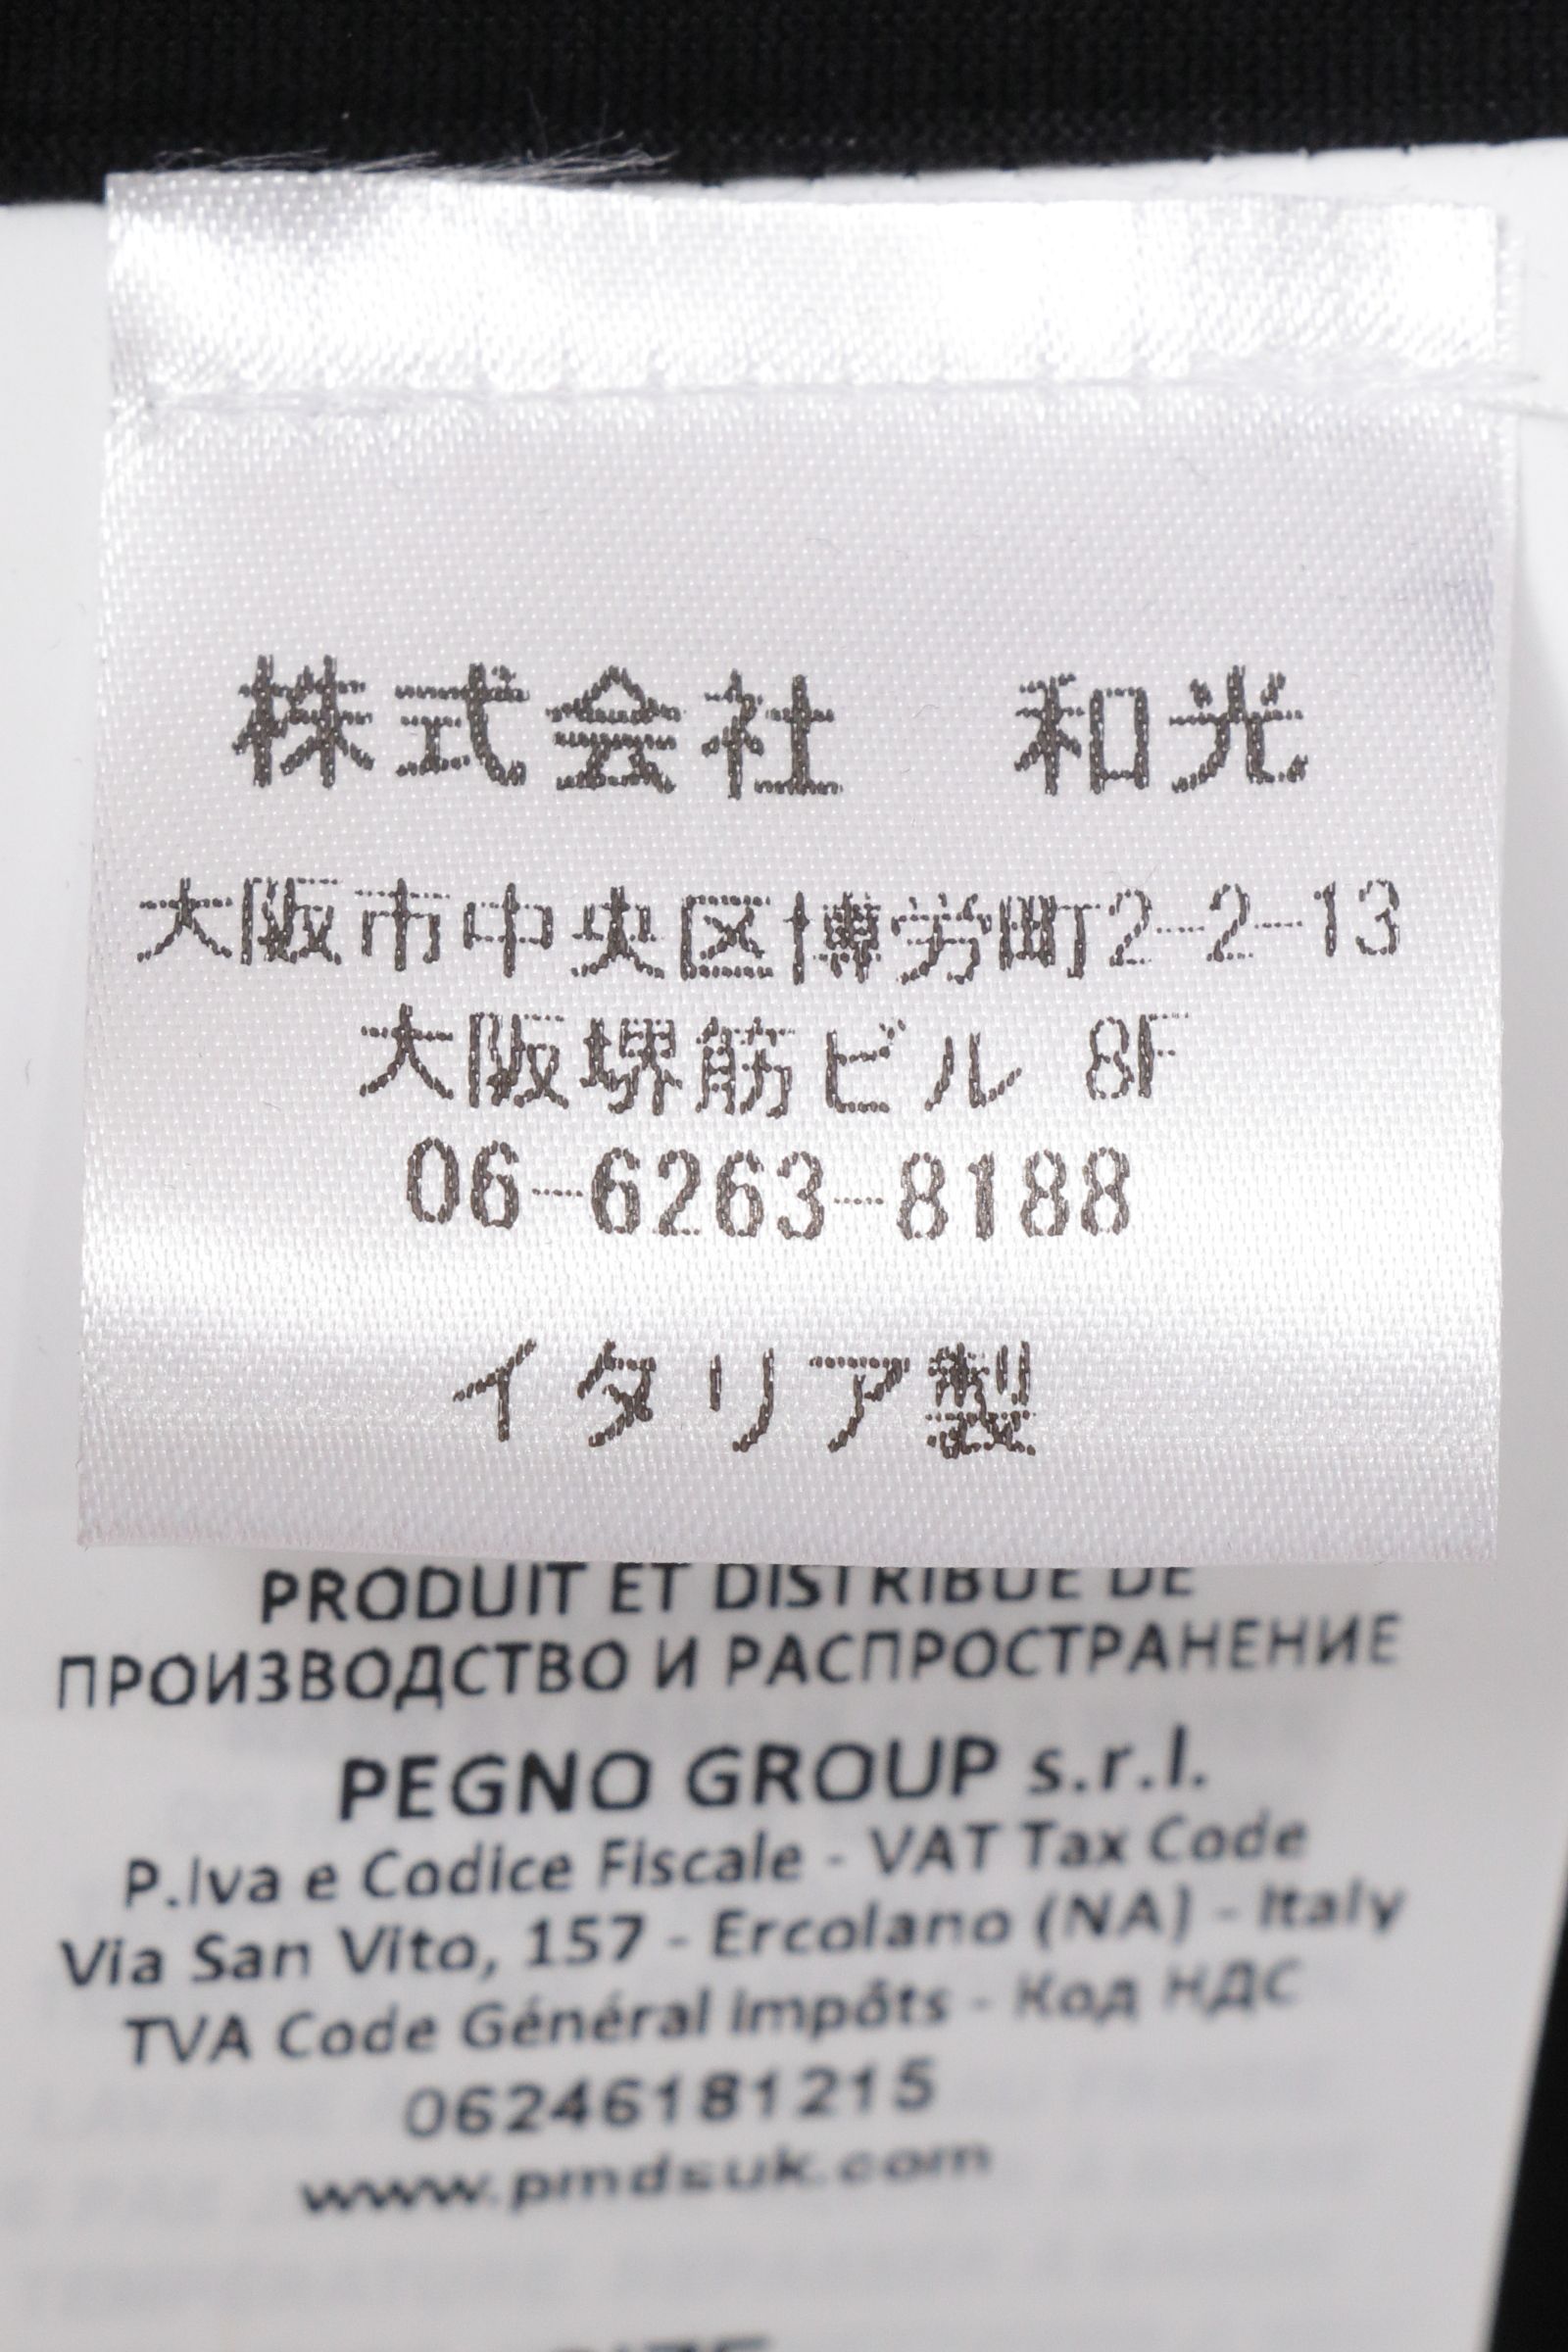 株式会社 和光
大阪市中央区博労町2-2-13
大阪堺筋ビル 8F
06-6263-8188
イタリア製
PRODUIT ET DISTRIBUE DE
ПРОИЗВОДСТВО И РАСПРОСТРАНЕНИЕ
PEGNO GROUP s.r.l.
P.Iva e Codice Fiscale - VAT Tax Code
Via San Vito, 157 - Ercolano (NA) - Italy
TVA Code Général Impôts - Код НДС
06246181215
www.pmdsuk.com